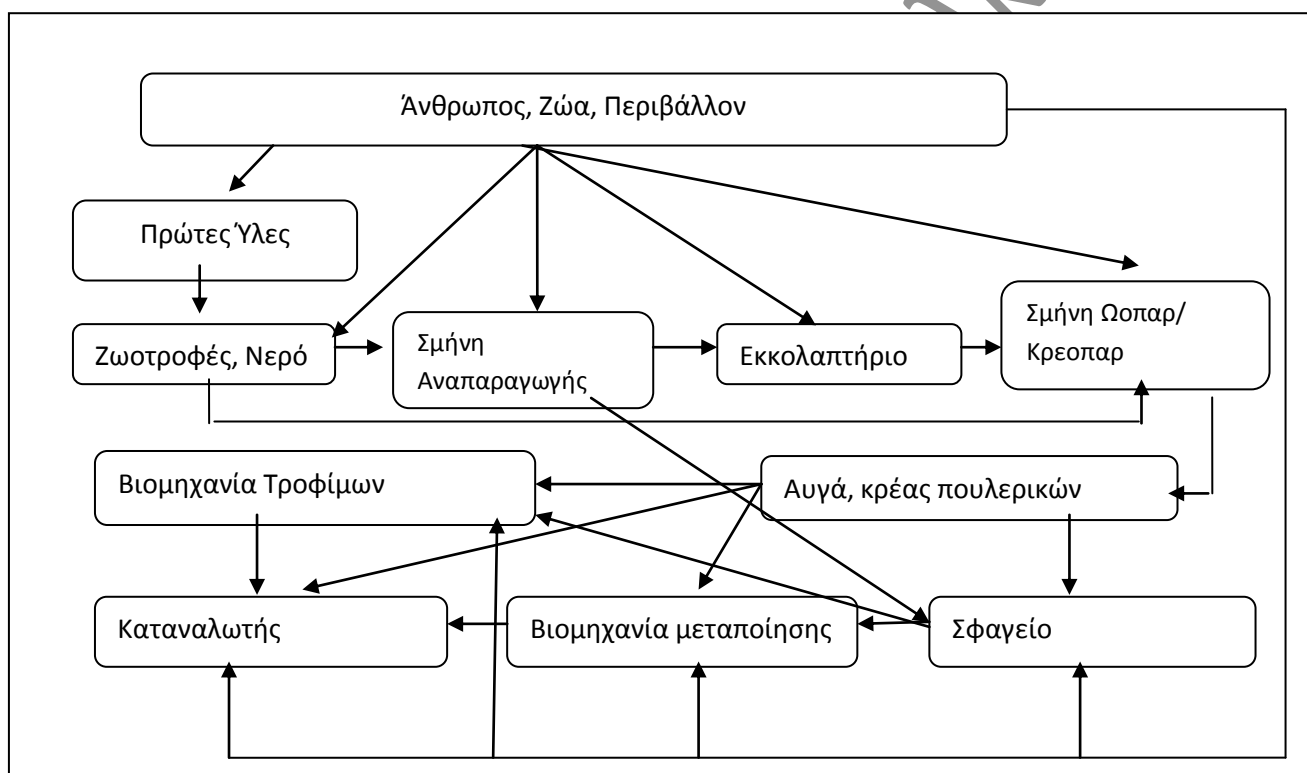 Άνθρωπος, Ζώα, Περιβάλλον
Πρώτες Ύλες
Ζωοτροφές, Νερό
Σμήνη
Αναπαραγωγής
Εκκολαπτήριο
Σμήνη Ωοπαρ/
Κρεοπαρ
Βιομηχανία Τροφίμων
Αυγά, κρέας πουλερικών
Καταναλωτής
Βιομηχανία μεταποίησης
Σφαγείο